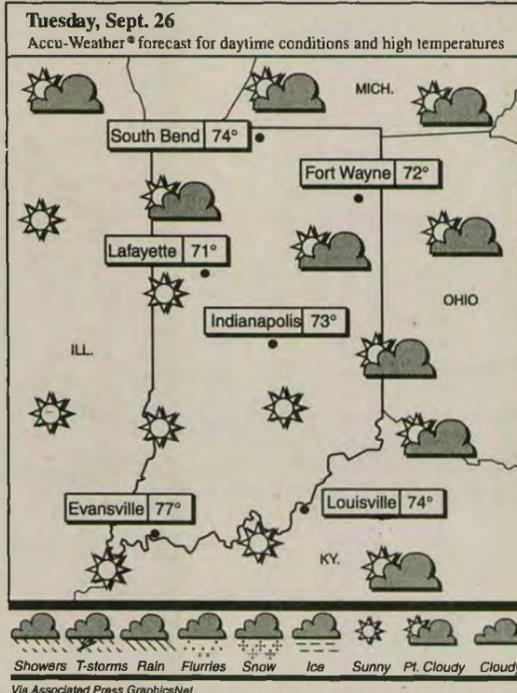 Tuesday, Sept. 26
Accu-Weather® forecast for daytime conditions and high temperatures
MICH.
South Bend 74°
Fort Wayne 72°
Lafayette 71°
OHIO
Indianapolis 73°
ILL.
Evansville 77°
Louisville 74°
KY.
Showers T-storms Rain Flurries Snow Ice Sunny Pt. Cloudy Cloudy
Via Associated Press GraphicsNet